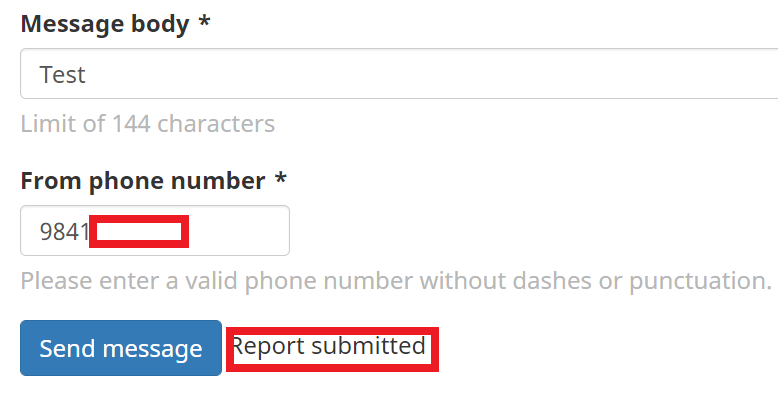 Message body *
Test
Limit of 144 characters
From phone number *
9841
Please enter a valid phone number without dashes or punctuation.
Send message Report submitted